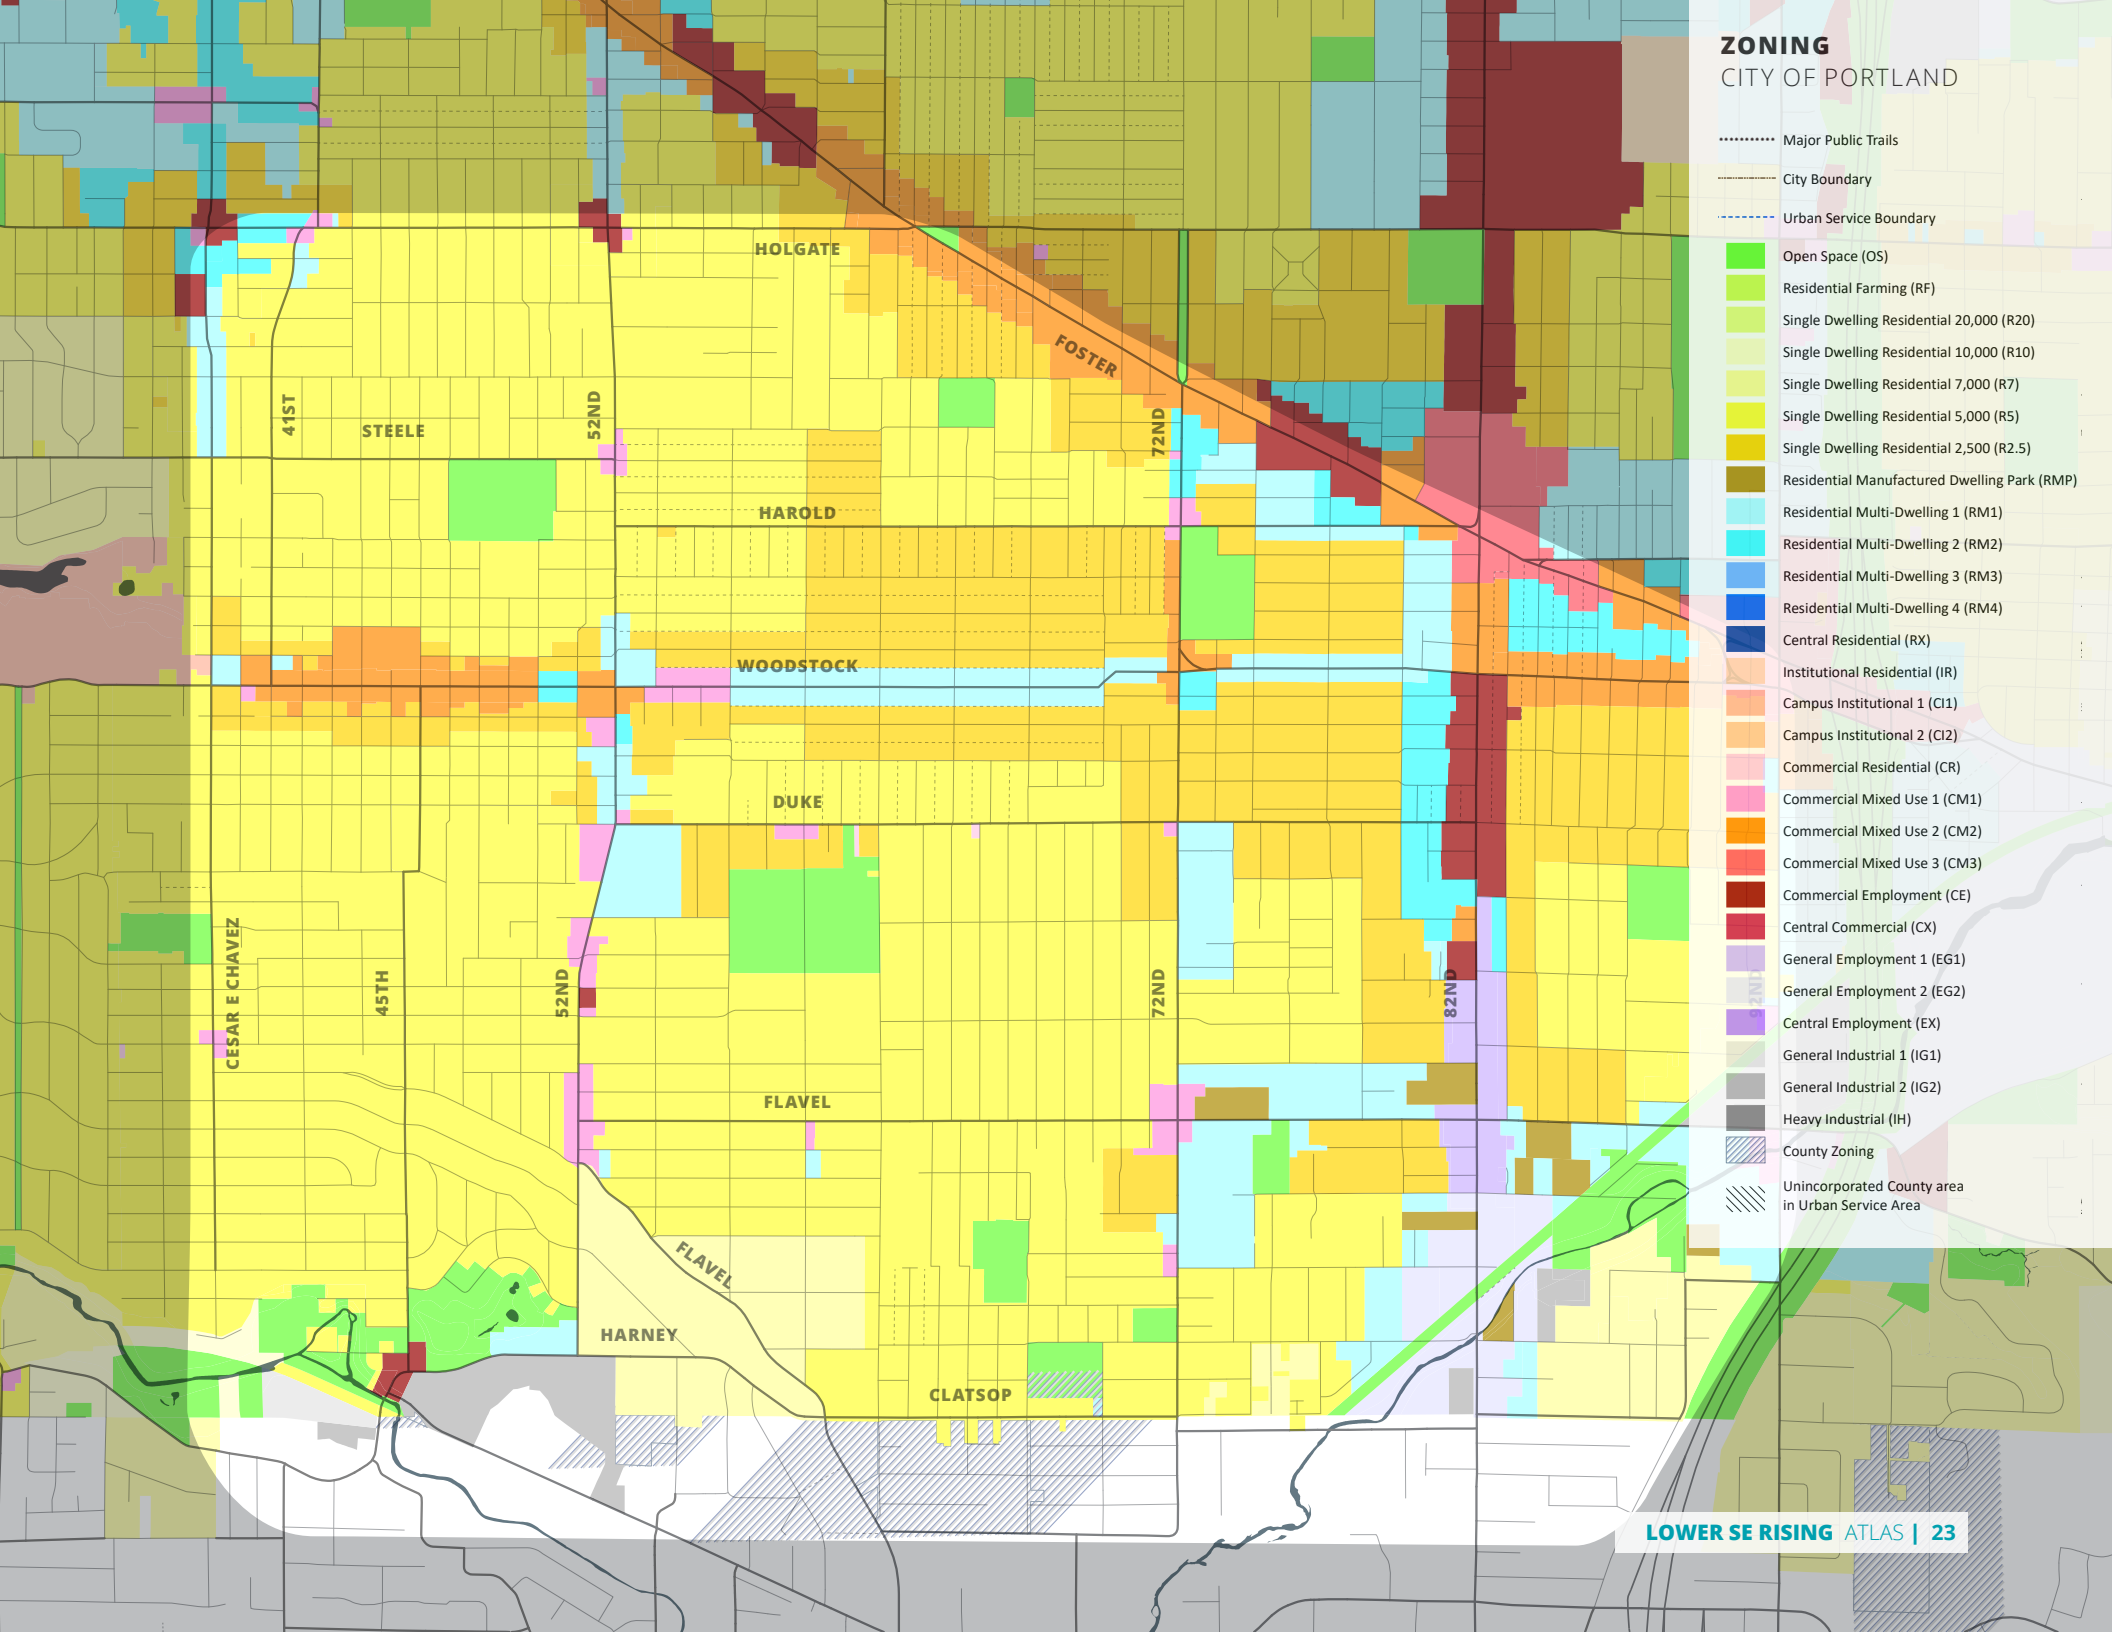 ZONING
CITY OF PORTLAND
Major Public Trails
City Boundary
Urban Service Boundary
Open Space (OS)
Residential Farming (RF)
Single Dwelling Residential 20,000 (R20)
Single Dwelling Residential 10,000 (R10)
Single Dwelling Residential 7,000 (R7)
Single Dwelling Residential 5,000 (R5)
Single Dwelling Residential 2,500 (R2.5)
Residential Manufactured Dwelling Park (RMP)
Residential Multi-Dwelling 1 (RM1)
Residential Multi-Dwelling 2 (RM2)
Residential Multi-Dwelling 3 (RM3)
Residential Multi-Dwelling 4 (RM4)
Central Residential (RX)
Institutional Residential (IR)
Campus Institutional 1 (CI1)
Campus Institutional 2 (CI2)
Commercial Residential (CR)
Commercial Mixed Use 1 (CM1)
Commercial Mixed Use 2 (CM2)
Commercial Mixed Use 3 (CM3)
Commercial Employment (CE)
Central Commercial (CX)
General Employment 1 (EG1)
General Employment 2 (EG2)
Central Employment (EX)
General Industrial 1 (IG1)
General Industrial 2 (IG2)
Heavy Industrial (IH)
County Zoning
Unincorporated County area
in Urban Service Area
HOLGATE
FOSTER
41ST
STEELE
52ND
72ND
HAROLD
WOODSTOCK
DUKE
CESAR E CHAVEZ
45TH
52ND
72ND
82ND
92ND
FLAVEL
FLAVEL
HARNEY
CLATSOP
LOWER SE RISING ATLAS | 23